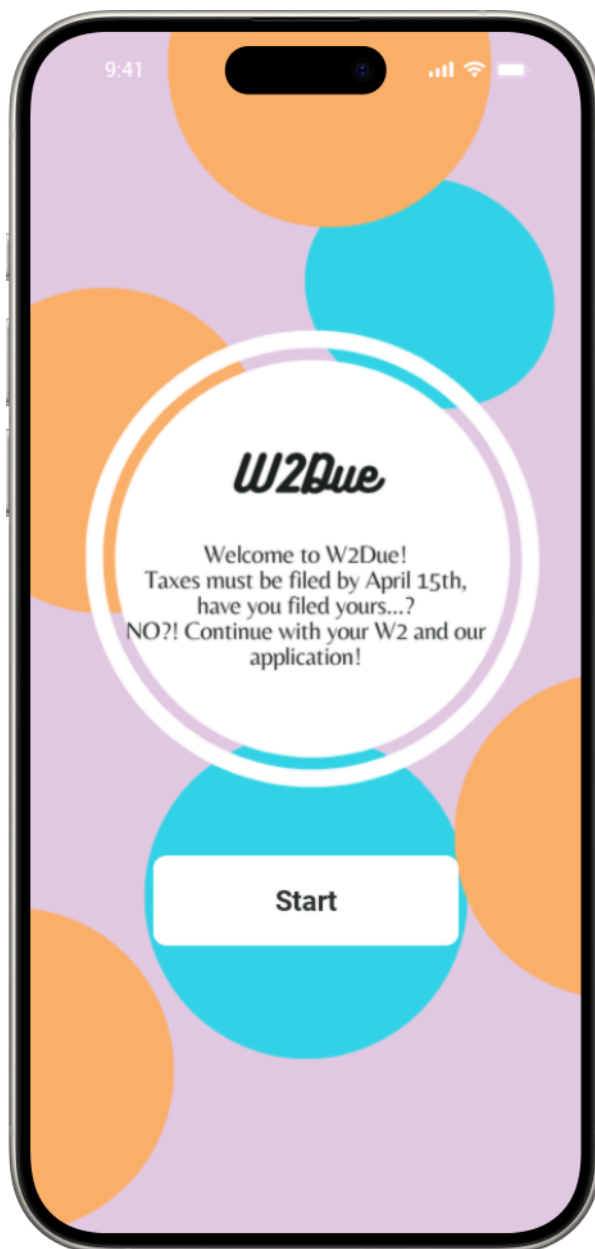 9:41
W2Due
Welcome to W2Due!
Taxes must be filed by April 15th,
have you filed yours...?
NO?! Continue with your W2 and our
application!
Start